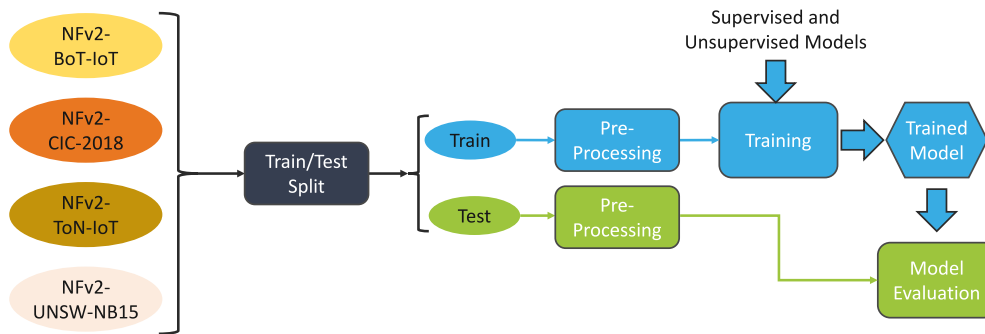 NFv2-
BoT-IoT
NFv2-
CIC-2018
NFv2-
ToN-IoT
NFv2-
UNSW-NB15
Train/Test
Split
Train
Test
Pre-
Processing
Pre-
Processing
Supervised and
Unsupervised Models
Training
Trained
Model
Model
Evaluation